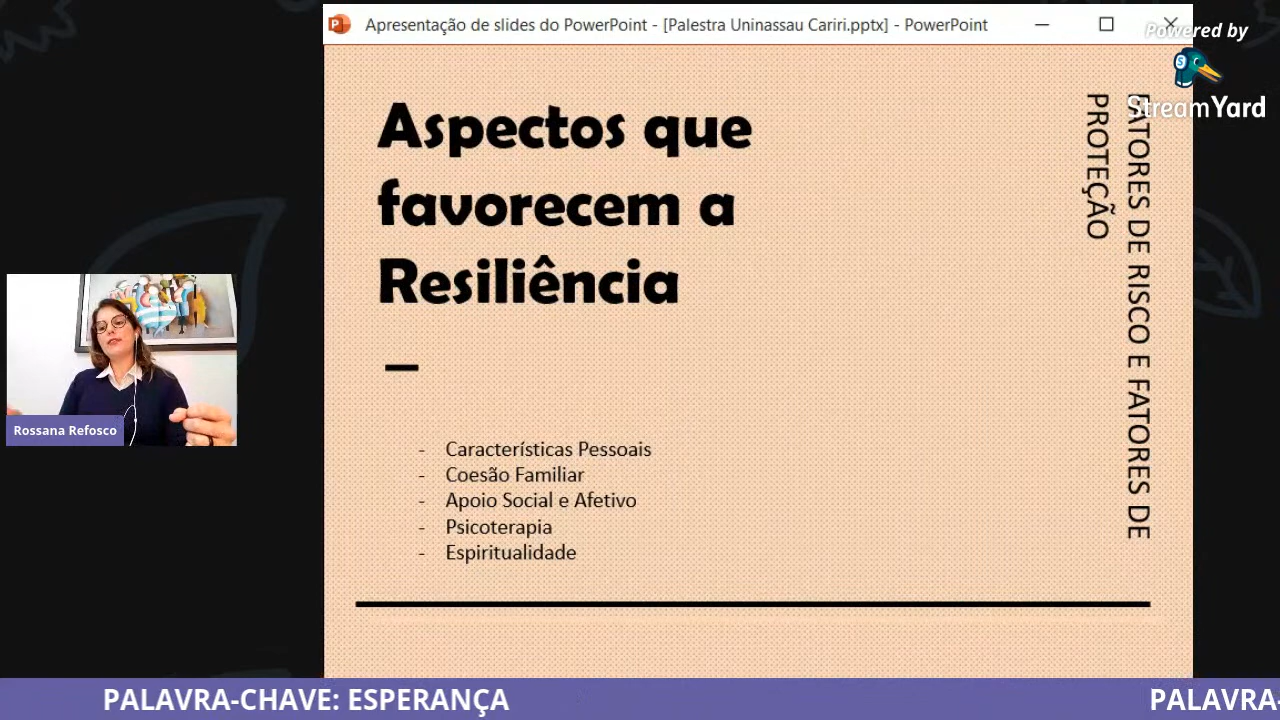 Apresentação de slides do PowerPoint - [Palestra Uninassau Cariri.pptx] - PowerPoint
Powered by
StreamYard
Aspectos que
favorecem a
Resiliência
FATORES DE RISCO E FATORES DE
PROTEÇÃO
Rossana Refosco
- Características Pessoais
- Coesão Familiar
- Apoio Social e Afetivo
- Psicoterapia
- Espiritualidade
PALAVRA-CHAVE: ESPERANÇA
PALAVRA-